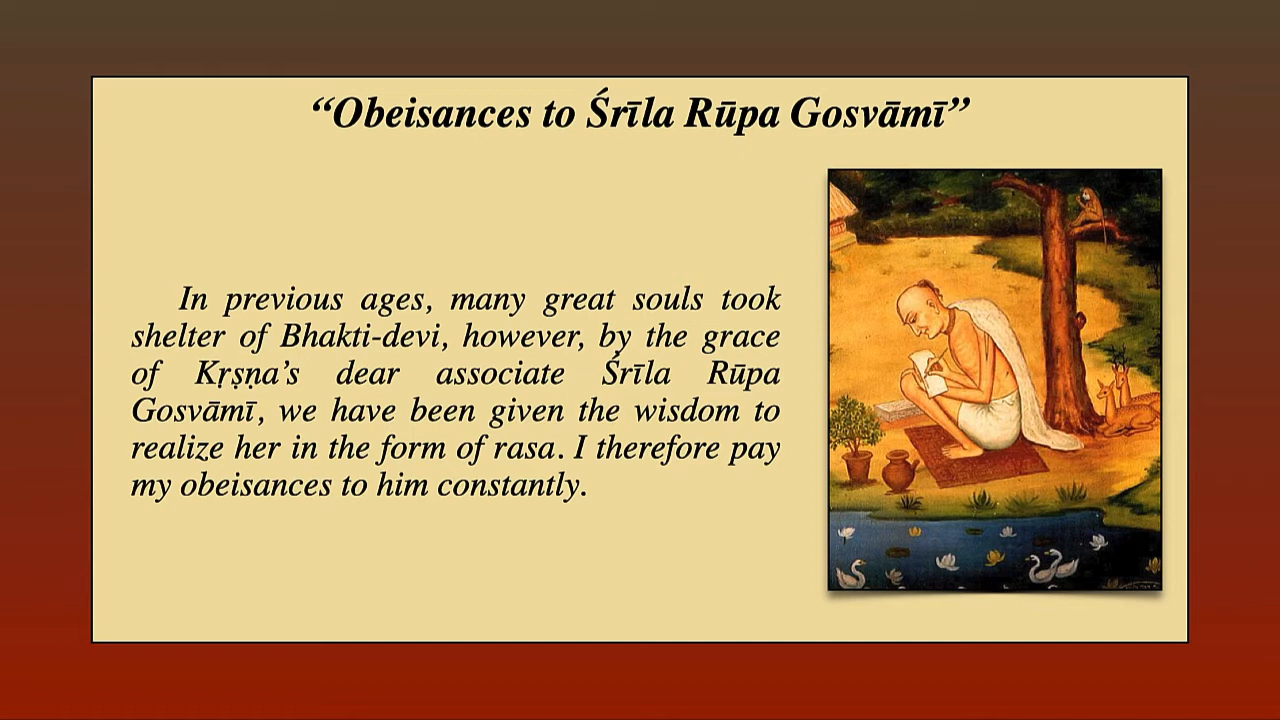 “Obeisances to Śrīla Rūpa Gosvāmī”
In previous ages, many great souls took
shelter of Bhakti-devi, however, by the grace
of Kṛṣṇa’s dear associate Śrīla Rūpa
Gosvāmī, we have been given the wisdom to
realize her in the form of rasa. I therefore pay
my obeisances to him constantly.